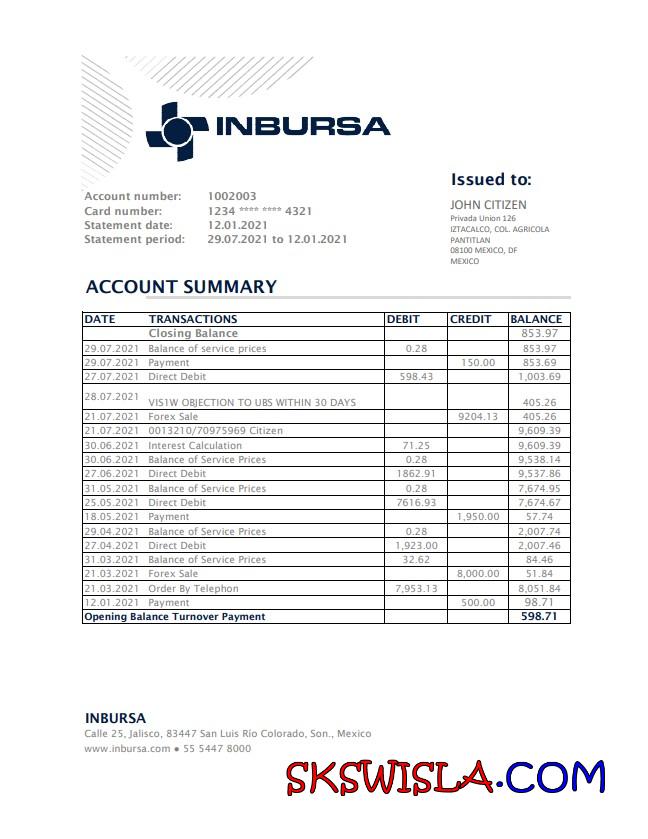 INBURSA
Issued to:
JOHN CITIZEN
Privada Union 126
IZTACALCO, COL. AGRICOLA
PANTITLAN
08100 MEXICO, DF
MEXICO
Account number: 1002003
Card number: 1234 **** **** 4321
Statement date: 12.01.2021
Statement period: 29.07.2021 to 12.01.2021
ACCOUNT SUMMARY
DATE TRANSACTIONS DEBIT CREDIT BALANCE
Closing Balance 853.97
29.07.2021 Balance of service prices 0.28 853.97
29.07.2021 Payment 150.00 853.69
27.07.2021 Direct Debit 598.43 1,003.69
28.07.2021 VIS1W OBJECTION TO UBS WITHIN 30 DAYS 405.26
21.07.2021 Forex Sale 9204.13 405.26
21.07.2021 0013210/70975969 Citizen 9,609.39
30.06.2021 Interest Calculation 71.25 9,609.39
30.06.2021 Balance of Service Prices 0.28 9,538.14
27.06.2021 Direct Debit 1862.91 9,537.86
31.05.2021 Balance of Service Prices 0.28 7,674.95
25.05.2021 Direct Debit 7616.93 7,674.67
18.05.2021 Payment 1,950.00 57.74
29.04.2021 Balance of Service Prices 0.28 2,007.74
27.04.2021 Direct Debit 1,923.00 2,007.46
31.03.2021 Balance of Service Prices 32.62 84.46
21.03.2021 Forex Sale 8,000.00 51.84
21.03.2021 Order By Telephon 7,953.13 8,051.84
12.01.2021 Payment 500.00 98.71
Opening Balance Turnover Payment 598.71
INBURSA
Calle 25, Jalisco, 83447 San Luis Río Colorado, Son., Mexico
www.inbursa.com ● 55 5447 8000
SKSWISLA.COM